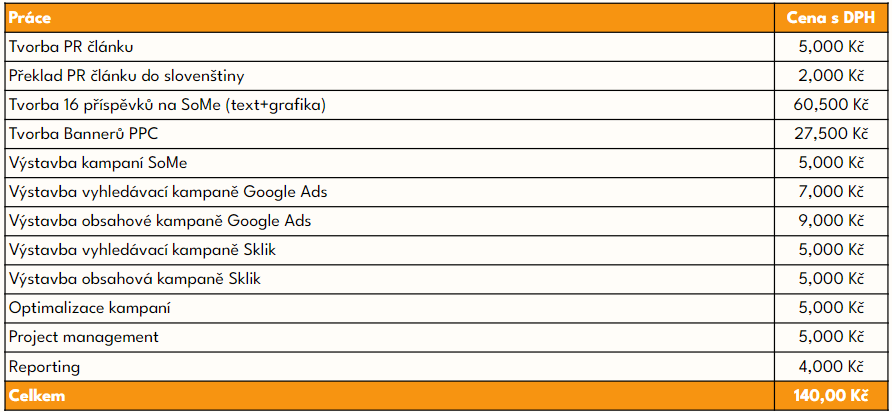 Práce Cena s DPH
Tvorba PR článku 5,000 Kč
Překlad PR článku do slovenštiny 2,000 Kč
Tvorba 16 příspěvků na SoMe (text+grafika) 60,500 Kč
Tvorba Bannerů PPC 27,500 Kč
Výstavba kampaní SoMe 5,000 Kč
Výstavba vyhledávací kampaně Google Ads 7,000 Kč
Výstavba obsahové kampaně Google Ads 9,000 Kč
Výstavba vyhledávací kampaně Sklik 5,000 Kč
Výstavba obsahová kampaně Sklik 5,000 Kč
Optimalizace kampaní 5,000 Kč
Project management 5,000 Kč
Reporting 4,000 Kč
Celkem 140,00 Kč